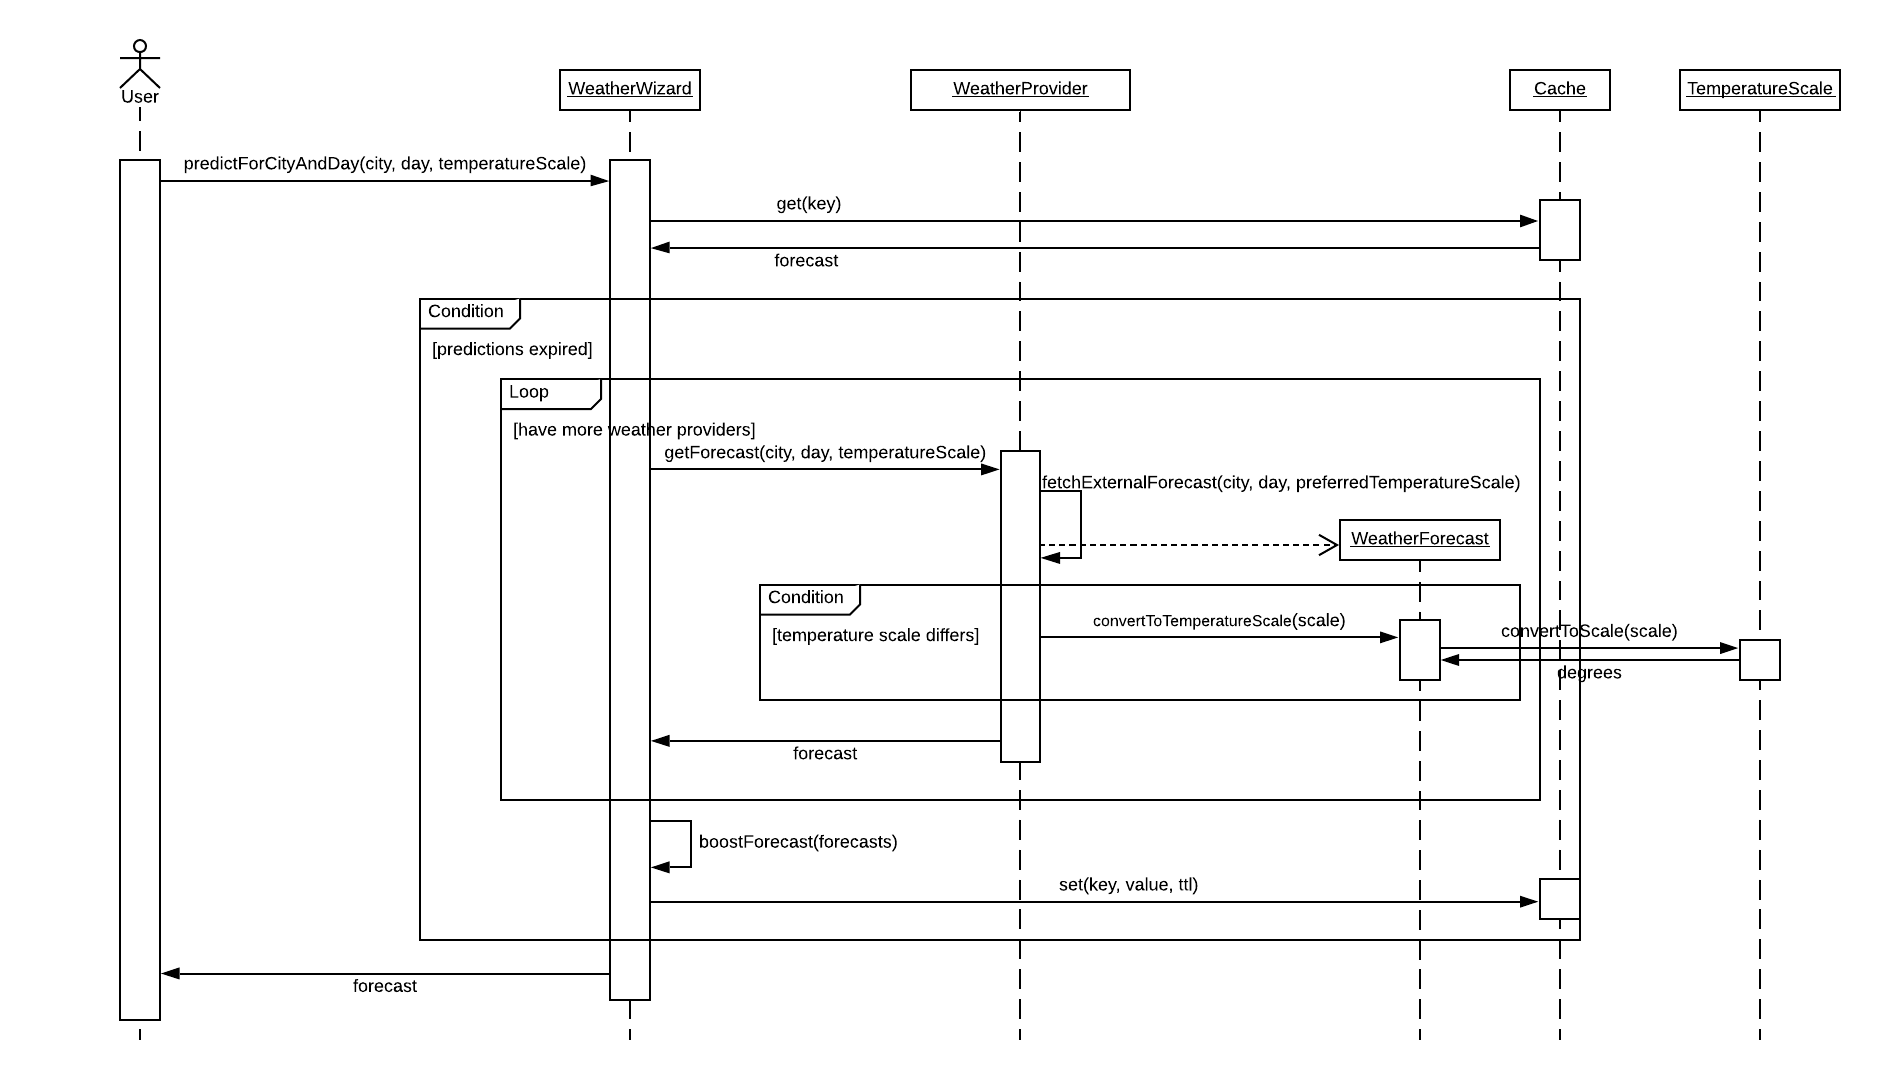 User
WeatherWizard
WeatherProvider
Cache
TemperatureScale
predictForCityAndDay(city, day, temperatureScale)
get(key)
forecast
Condition
[predictions expired]
Loop
[have more weather providers]
getForecast(city, day, temperatureScale)
fetchExternalForecast(city, day, preferredTemperatureScale)
WeatherForecast
Condition
[temperature scale differs]
convertToTemperatureScale(scale)
convertToScale(scale)
degrees
forecast
boostForecast(forecasts)
set(key, value, ttl)
forecast